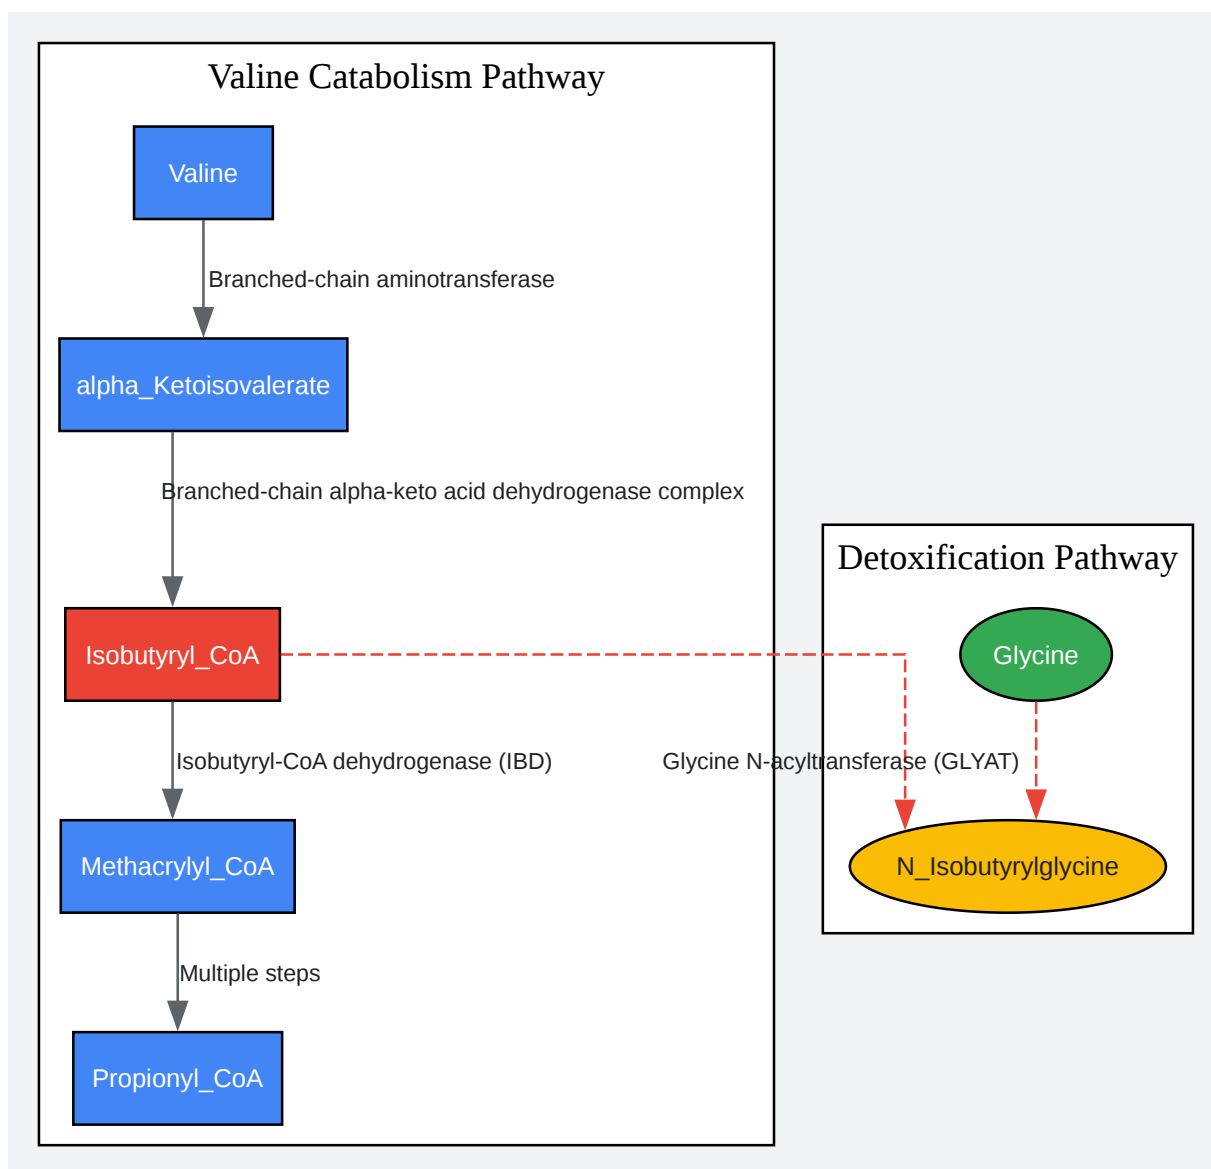 Valine Catabolism Pathway
Valine
Branched-chain aminotransferase
alpha_Ketoisovalerate
Branched-chain alpha-keto acid dehydrogenase complex
Isobutyryl_CoA
Isobutyryl-CoA dehydrogenase (IBD)
Methacrylyl_CoA
Multiple steps
Propionyl_CoA
Detoxification Pathway
Glycine
Glycine N-acyltransferase (GLYAT)
N_Isobutyrylglycine